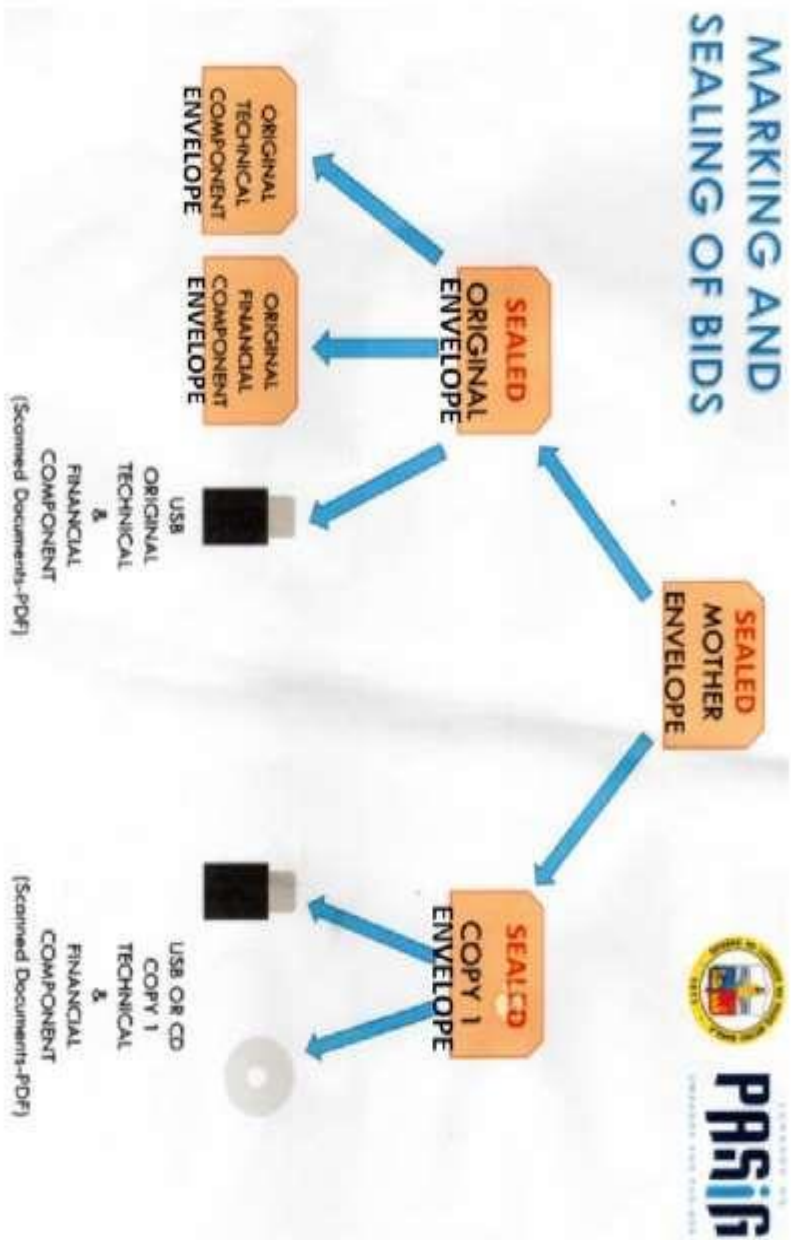 MARKING AND
SEALING OF BIDS
PASiG
SEALED
MOTHER
ENVELOPE
SEALED
ORIGINAL
ENVELOPE
SEALED
COPY 1
ENVELOPE
ORIGINAL
TECHNICAL
COMPONENT
ENVELOPE
ORIGINAL
FINANCIAL
COMPONENT
ENVELOPE
USB
ORIGINAL
TECHNICAL
&
FINANCIAL
COMPONENT
(Scanned Documents-PDF)
USB OR CD
COPY 1
TECHNICAL
&
FINANCIAL
COMPONENT
(Scanned Documents-PDF)